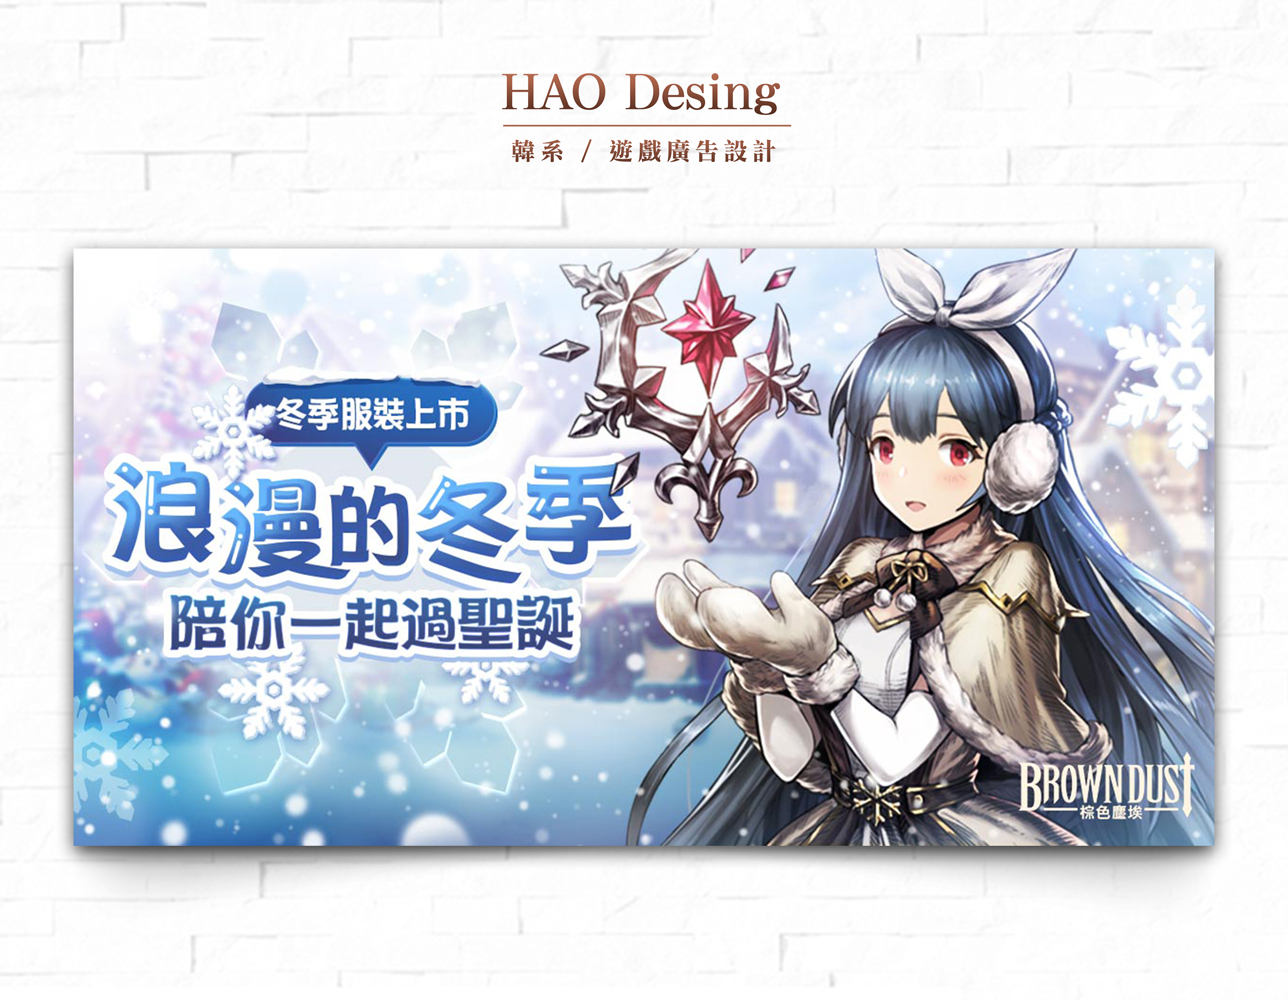 HAO Desing
韓系 / 遊戲廣告設計
冬季服裝上市
浪漫的冬季
陪你一起過聖誕
BROWN DUST
棕色塵埃